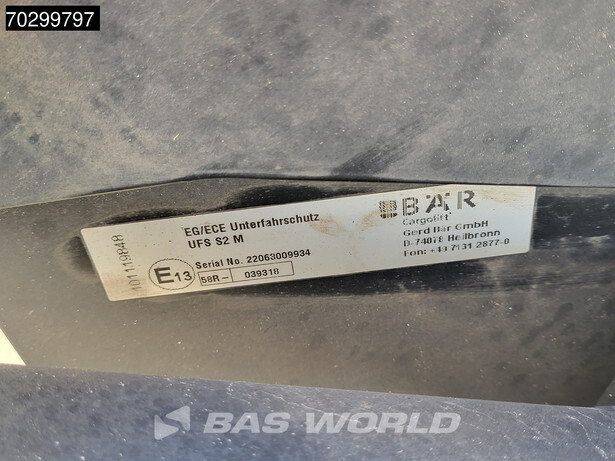 70299797
101119848
EG/ECE Unterfahrschutz
UFS S2 M
Serial No. 22063009934
E13
58R- 039318
BÄR
Cargolift
Gerd Bär GmbH
D-74078 Heilbronn
Fon: +49 7131 2877-0
BAS WORLD